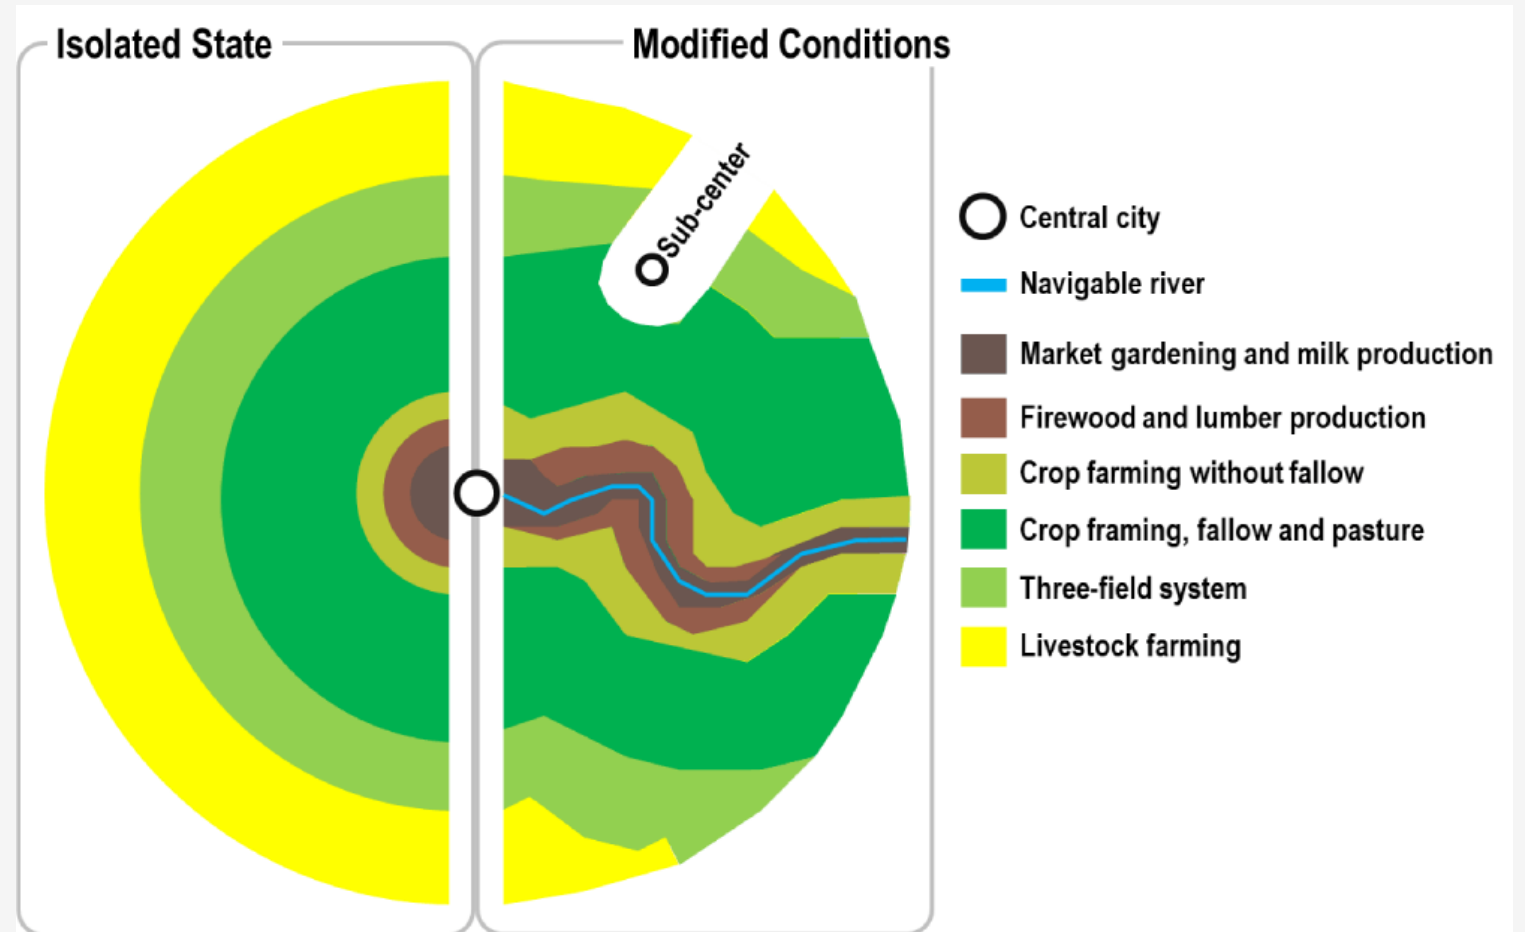 Isolated State
Modified Conditions
Sub-center
Central city
Navigable river
Market gardening and milk production
Firewood and lumber production
Crop farming without fallow
Crop framing, fallow and pasture
Three-field system
Livestock farming